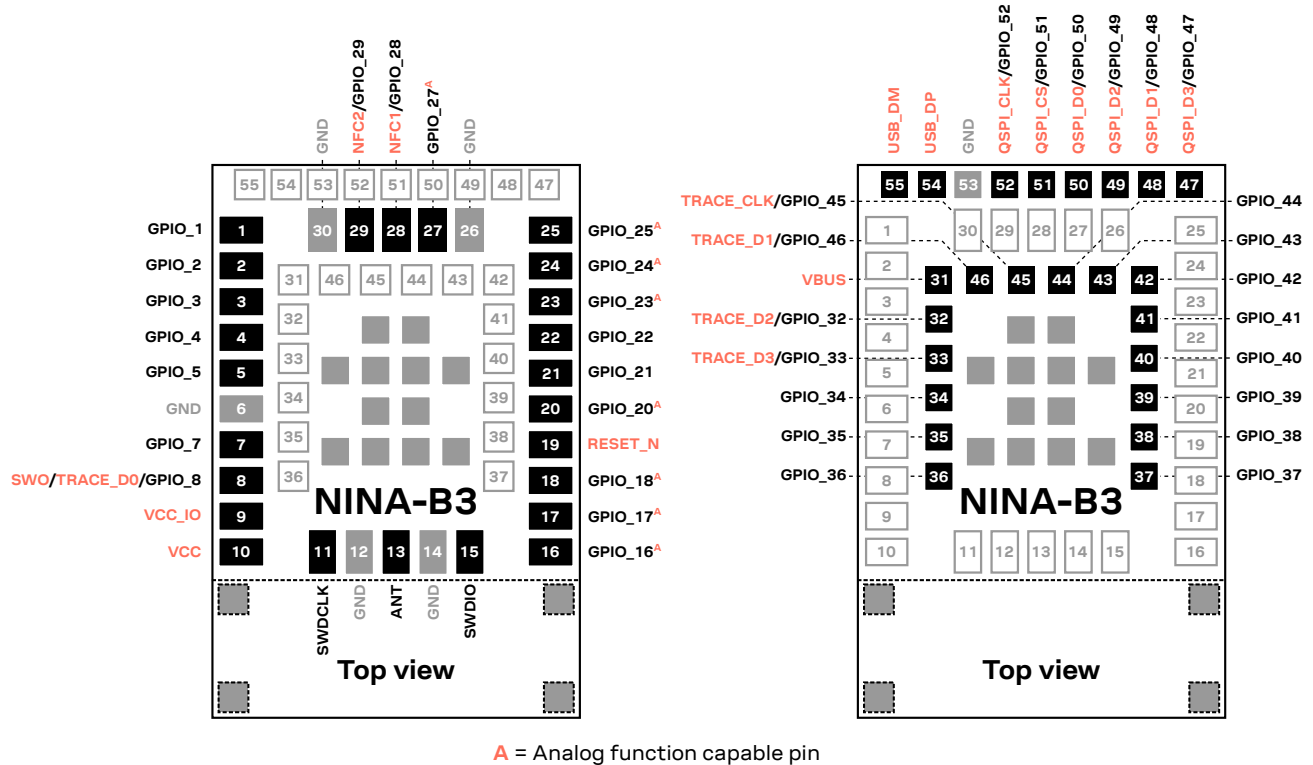 GND
NFC2/GPIO_29
NFC1/GPIO_28
GPIO_27A
GND
55 54 53 52 51 50 49 48 47
30 29 28 27 26
GPIO_1 1
GPIO_2 2
GPIO_3 3
GPIO_4 4
GPIO_5 5
GND 6
GPIO_7 7
SWO/TRACE_D0/GPIO_8 8
VCC_IO 9
VCC 10
31 46 45 44 43 42
32 41
33 40
34 39
35 38
36 37
25 GPIO_25A
24 GPIO_24A
23 GPIO_23A
22 GPIO_22
21 GPIO_21
20 GPIO_20A
19 RESET_N
18 GPIO_18A
17 GPIO_17A
16 GPIO_16A
NINA-B3
11 12 13 14 15
SWDCLK
GND
ANT
GND
SWDIO
Top view
USB_DM
USB_DP
GND
QSPI_CLK/GPIO_52
QSPI_CS/GPIO_51
QSPI_D0/GPIO_50
QSPI_D2/GPIO_49
QSPI_D1/GPIO_48
QSPI_D3/GPIO_47
55 54 53 52 51 50 49 48 47
TRACE_CLK/GPIO_45
TRACE_D1/GPIO_46
VBUS
TRACE_D2/GPIO_32
TRACE_D3/GPIO_33
GPIO_34
GPIO_35
GPIO_36
1
2
3
4
5
6
7
8
9
10
30 29 28 27 26
31 46 45 44 43 42
32 41
33 40
34 39
35 38
36 37
25
24
23
22
21
20
19
18
17
16
GPIO_44
GPIO_43
GPIO_42
GPIO_41
GPIO_40
GPIO_39
GPIO_38
GPIO_37
NINA-B3
11 12 13 14 15
Top view
A = Analog function capable pin